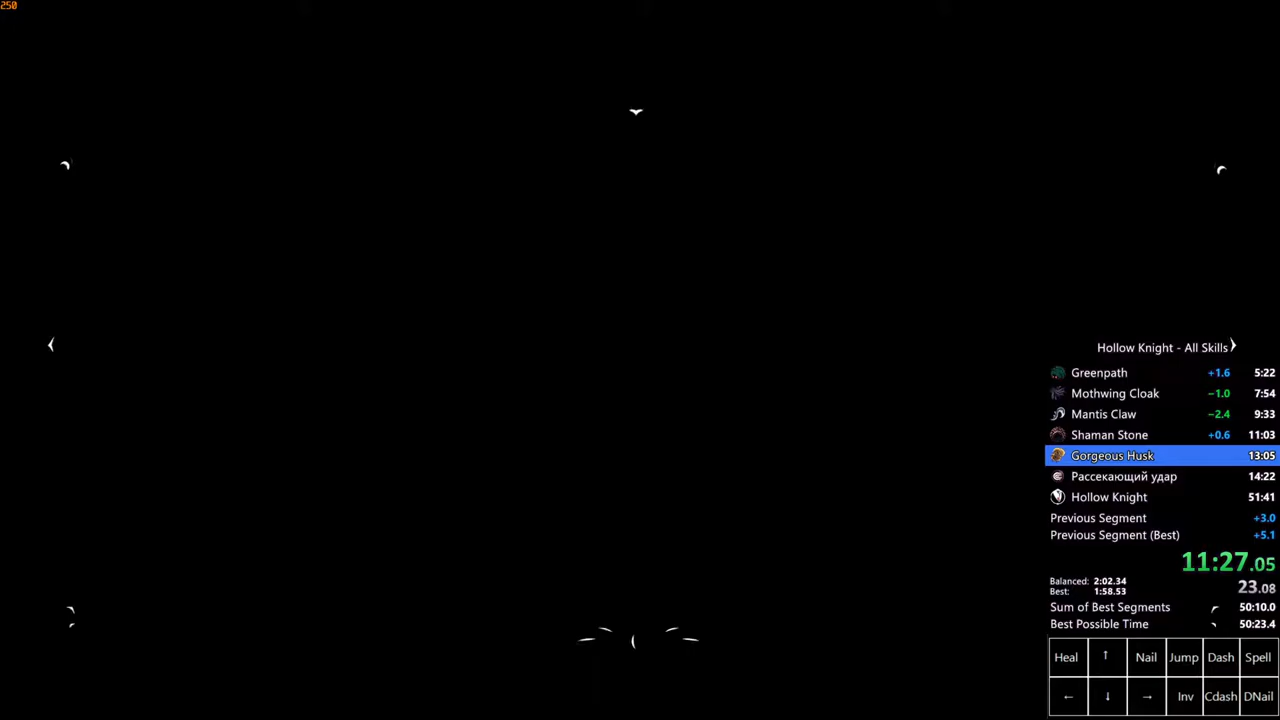 250
Hollow Knight - All Skills
Greenpath +1.6 5:22
Mothwing Cloak −1.0 7:54
Mantis Claw −2.4 9:33
Shaman Stone +0.6 11:03
Gorgeous Husk 13:05
Рассекающий удар 14:22
Hollow Knight 51:41
Previous Segment +3.0
Previous Segment (Best) +5.1
11:27.05
Balanced: 2:02.34
Best: 1:58.53
23.08
Sum of Best Segments 50:10.0
Best Possible Time 50:23.4
Heal ↑ Nail Jump Dash Spell
← ↓ → Inv Cdash DNail